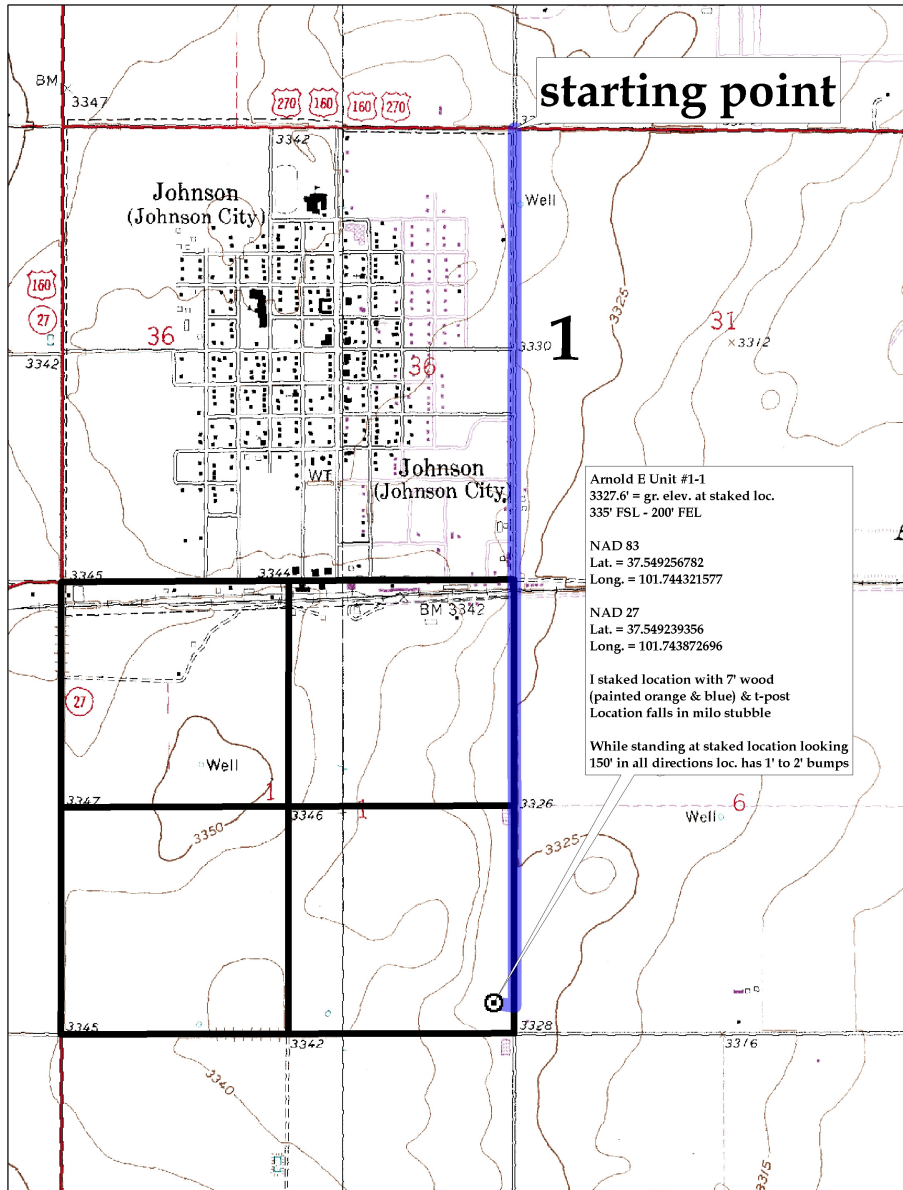 BM
3347
270 160 160 270
starting point
3342
Johnson
(Johnson City)
Well
160
27
3325
1
31
3312
36
3330
3342
36
Johnson
(Johnson City)
WT
Arnold E Unit #1-1
3327.6' = gr. elev. at staked loc.
335' FSL - 200' FEL
NAD 83
Lat. = 37.549256782
Long. = 101.744321577
NAD 27
Lat. = 37.549239356
Long. = 101.743872696
I staked location with 7' wood
(painted orange & blue) & t-post
Location falls in milo stubble
While standing at staked location looking
150' in all directions loc. has 1' to 2' bumps
3345
3344
BM 3342
27
Well
1
3347
3346
1
3326
6
Well
3350
3325
3345
3328
3342
3316
3340
3315